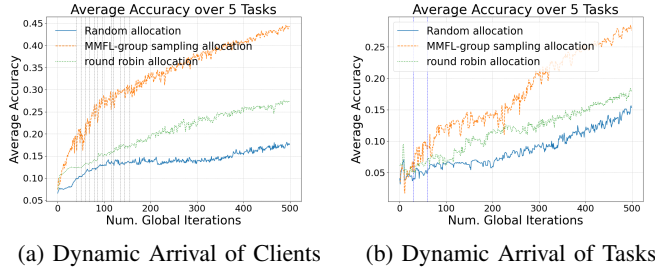 Average Accuracy over 5 Tasks
0.45
0.40
0.35
0.30
0.25
0.20
0.15
0.10
0.05
Average Accuracy
Random allocation
MMFL-group sampling allocation
round robin allocation
0 100 200 300 400 500
Num. Global Iterations
(a) Dynamic Arrival of Clients
Average Accuracy over 5 Tasks
0.25
0.20
0.15
0.10
0.05
Average Accuracy
Random allocation
MMFL-group sampling allocation
round robin allocation
0 100 200 300 400 500
Num. Global Iterations
(b) Dynamic Arrival of Tasks